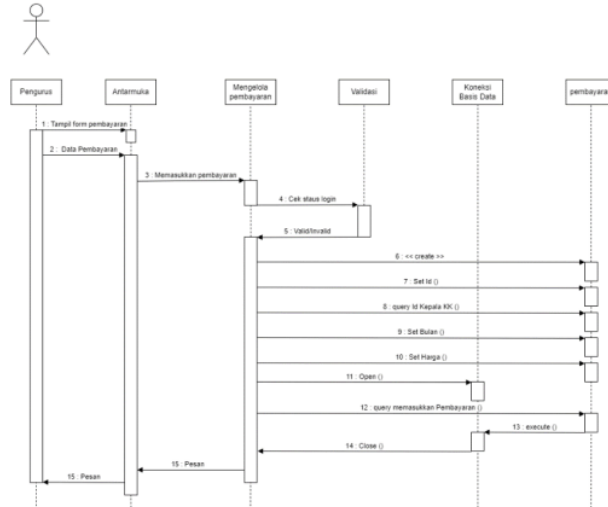 Pengurus
Antarmuka
Mengelola
pembayaran
Validasi
Koneksi
Basis Data
pembayaran
1 : Tampil form pembayaran
2 : Data Pembayaran
3 : Memasukkan pembayaran
4 : Cek staus login
5 : Valid/Invalid
6 : << create >>
7 : Set Id ()
8 : query Id Kepala KK ()
9 : Set Bulan ()
10 : Set Harga ()
11 : Open ()
12 : query memasukkan Pembayaran ()
13 : execute ()
14 : Close ()
15 : Pesan
15 : Pesan